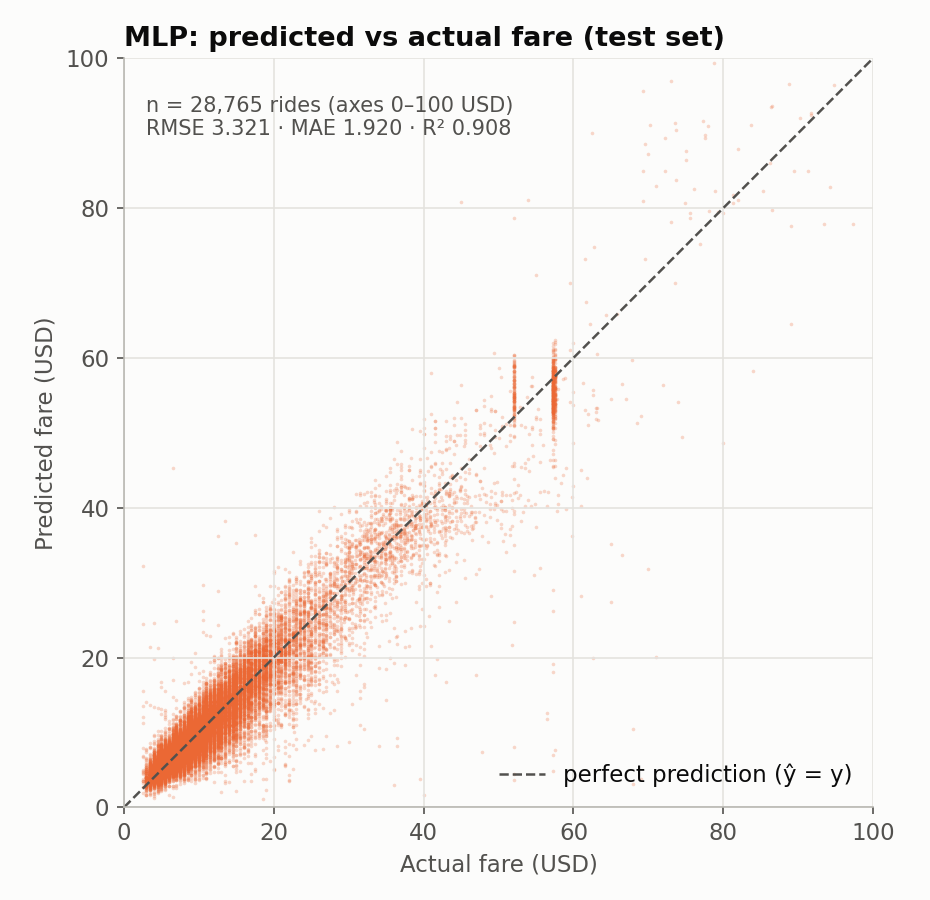 MLP: predicted vs actual fare (test set)
100
n = 28,765 rides (axes 0–100 USD)
RMSE 3.321 · MAE 1.920 · R² 0.908
80
60
Predicted fare (USD)
40
20
perfect prediction (ŷ = y)
0
0 20 40 60 80 100
Actual fare (USD)